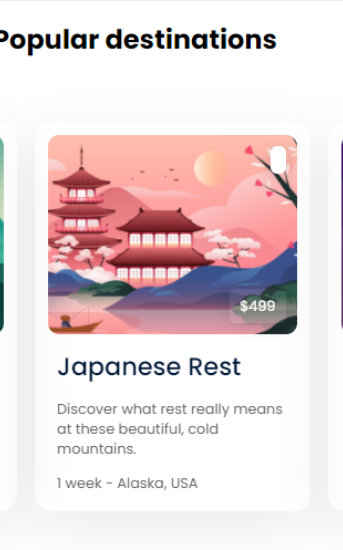 Popular destinations
$499
Japanese Rest
Discover what rest really means
at these beautiful, cold
mountains.
1 week - Alaska, USA